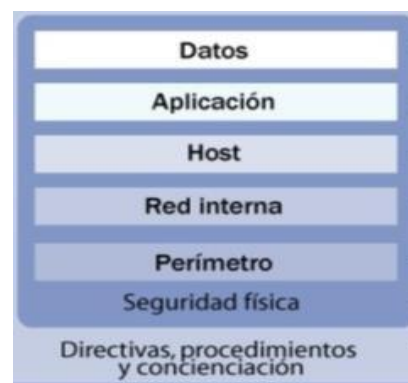 Datos
Aplicación
Host
Red interna
Perímetro
Seguridad física
Directivas, procedimientos
y concienciación